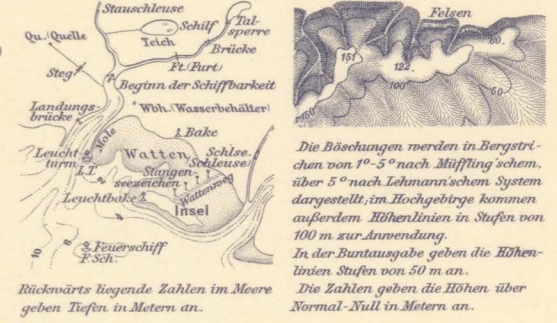 Stauschleuse
Schilf
Tal-
sperre
Qu./Quelle
Teich
Brücke
Steg
Ft.(Furt)
Beginn der Schiffbarkeit
Landungs-
brücke
Wbh.(Wasserbehälter)
Mole
1.Bake
Leucht-
turm
L.T.
Watten
Schlse.
Schleuse
Stangen-
seezeichen
Wattenweg
2
Leuchtbake
Insel
4
10
8
Feuerschiff
F.Sch.
Rückwärts liegende Zahlen im Meere
geben Tiefen in Metern an.
Felsen
151
122
60
100
50
150
Die Böschungen werden in Bergstri-
chen von 1°-5° nach Müffling'schem,
über 5° nach Lehmann'schem System
dargestellt; im Hochgebirge kommen
außerdem Höhenlinien in Stufen von
100 m zur Anwendung.
In der Buntausgabe geben die Höhen-
linien Stufen von 50 m an.
Die Zahlen geben die Höhen über
Normal-Null in Metern an.